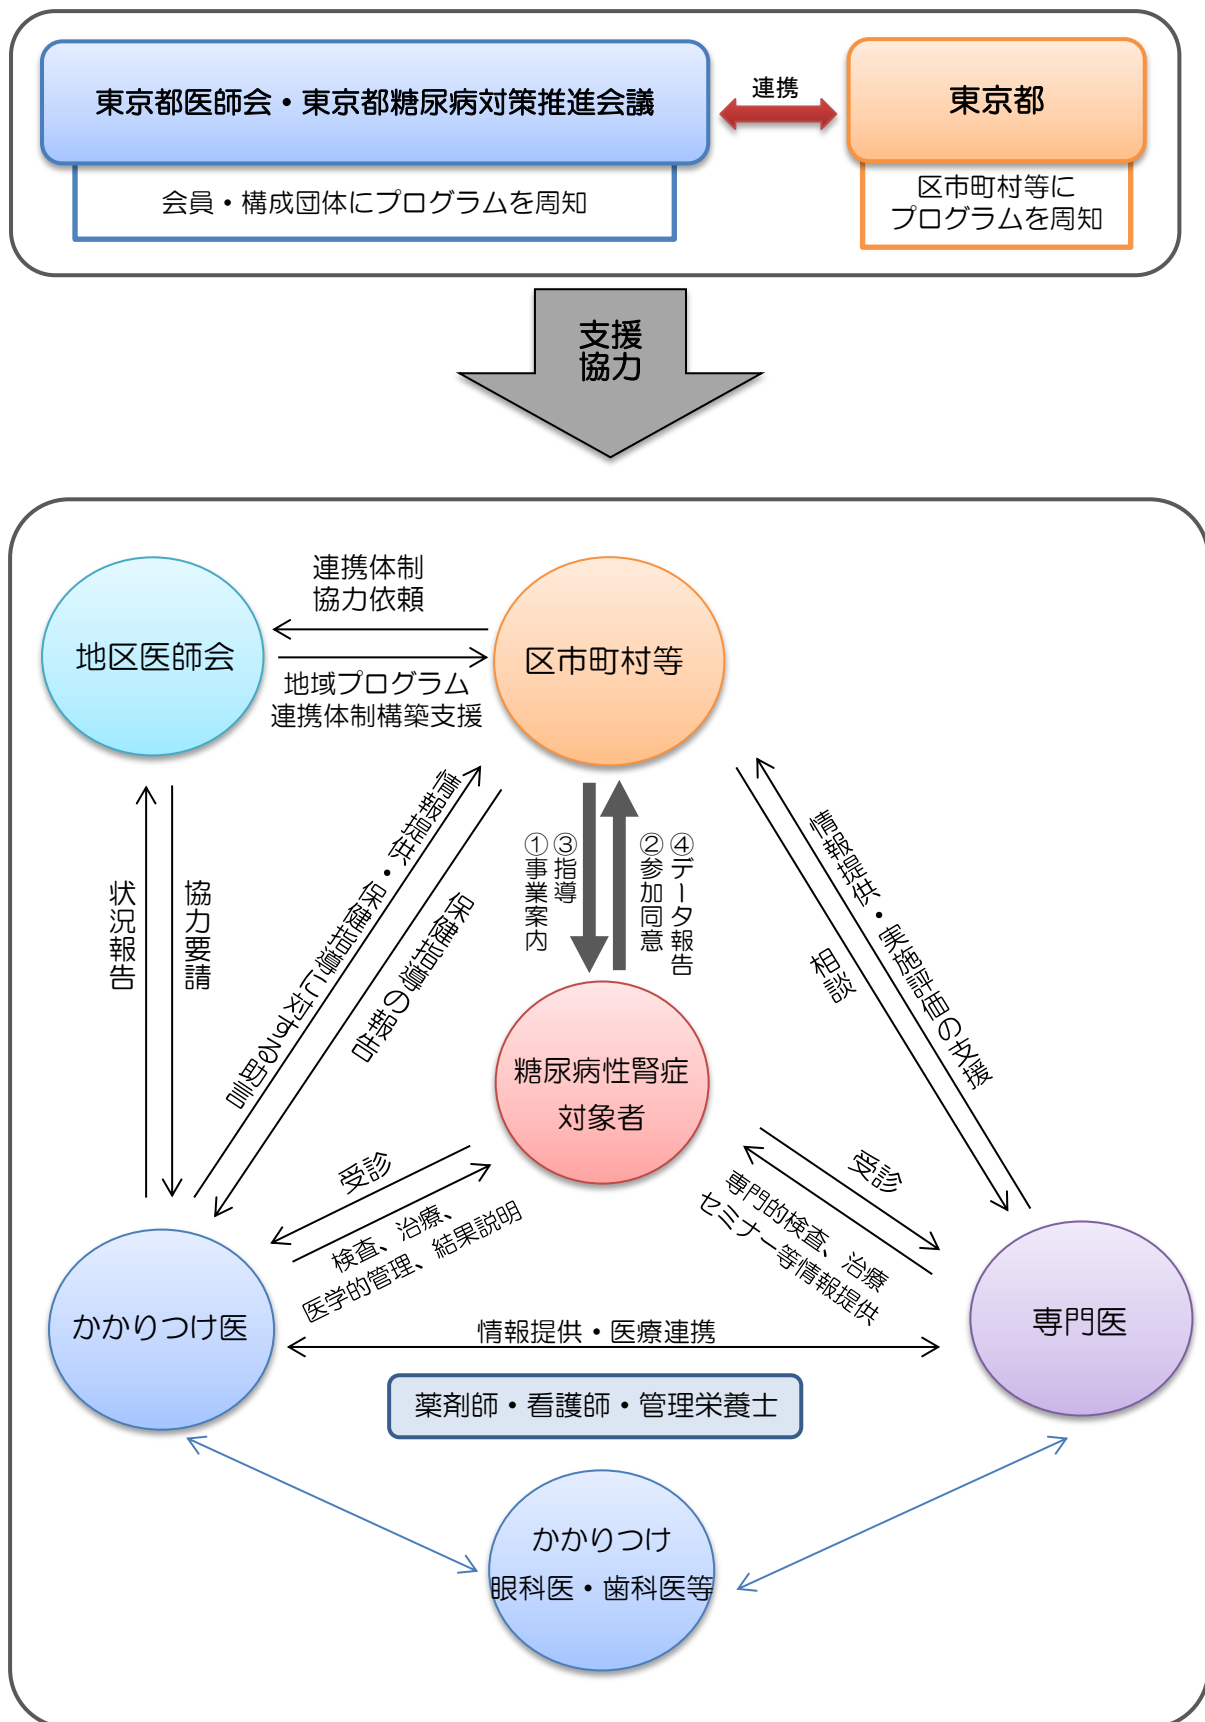 東京都医師会・東京都糖尿病対策推進会議
連携
東京都
会員・構成団体にプログラムを周知
区市町村等に
プログラムを周知
支援
協力
地区医師会
連携体制
協力依頼
区市町村等
地域プログラム
連携体制構築支援
状況報告
協力要請
情報提供、保健指導に対する助言
保健指導の報告
①事業案内
③指導
②参加同意
④データ報告
情報提供・実施評価の支援
相談
糖尿病性腎症
対象者
受診
検査、治療、
医学的管理、結果説明
受診
専門的検査、治療
セミナー等情報提供
かかりつけ医
専門医
情報提供・医療連携
薬剤師・看護師・管理栄養士
かかりつけ
眼科医・歯科医等